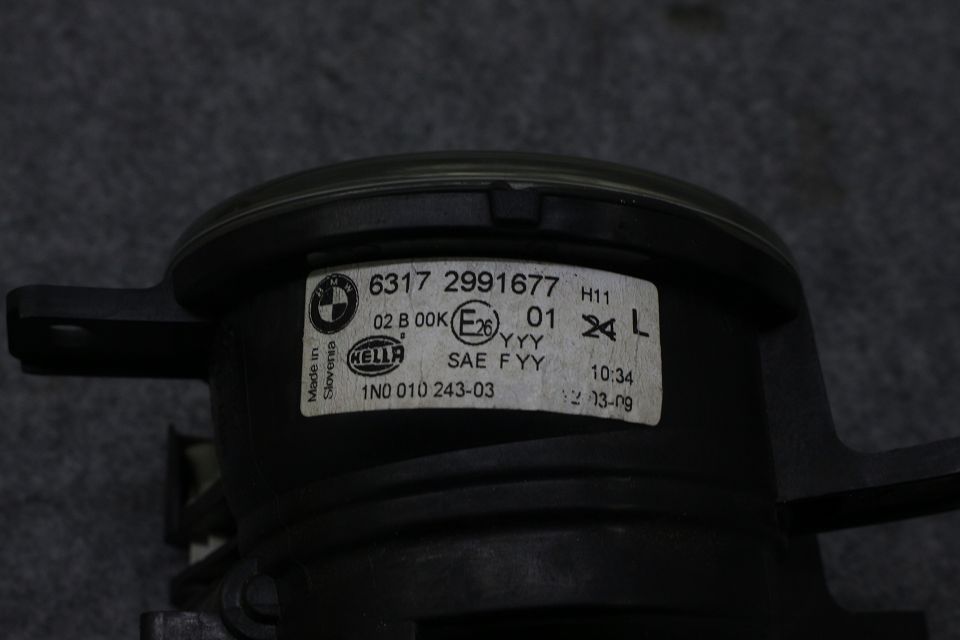 BMW
6317 2991677
H11
02 B 00K E26 01 24 L
YYY
HELLA
SAE F YY
Made in
Slovenia
10:34
1N0 010 243-03
03-09